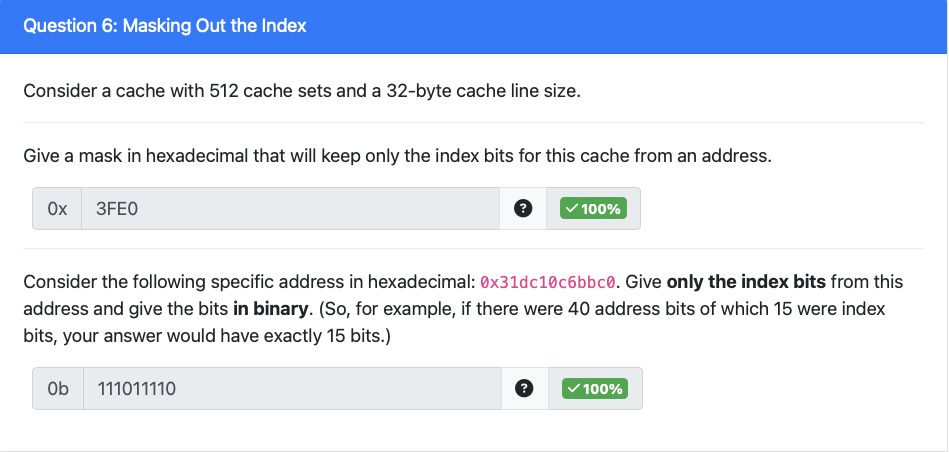 Question 6: Masking Out the Index
Consider a cache with 512 cache sets and a 32-byte cache line size.
Give a mask in hexadecimal that will keep only the index bits for this cache from an address.
0x 3FE0 ? ✓ 100%
Consider the following specific address in hexadecimal: 0x31dc10c6bbc0. Give only the index bits from this
address and give the bits in binary. (So, for example, if there were 40 address bits of which 15 were index
bits, your answer would have exactly 15 bits.)
0b 111011110 ? ✓ 100%